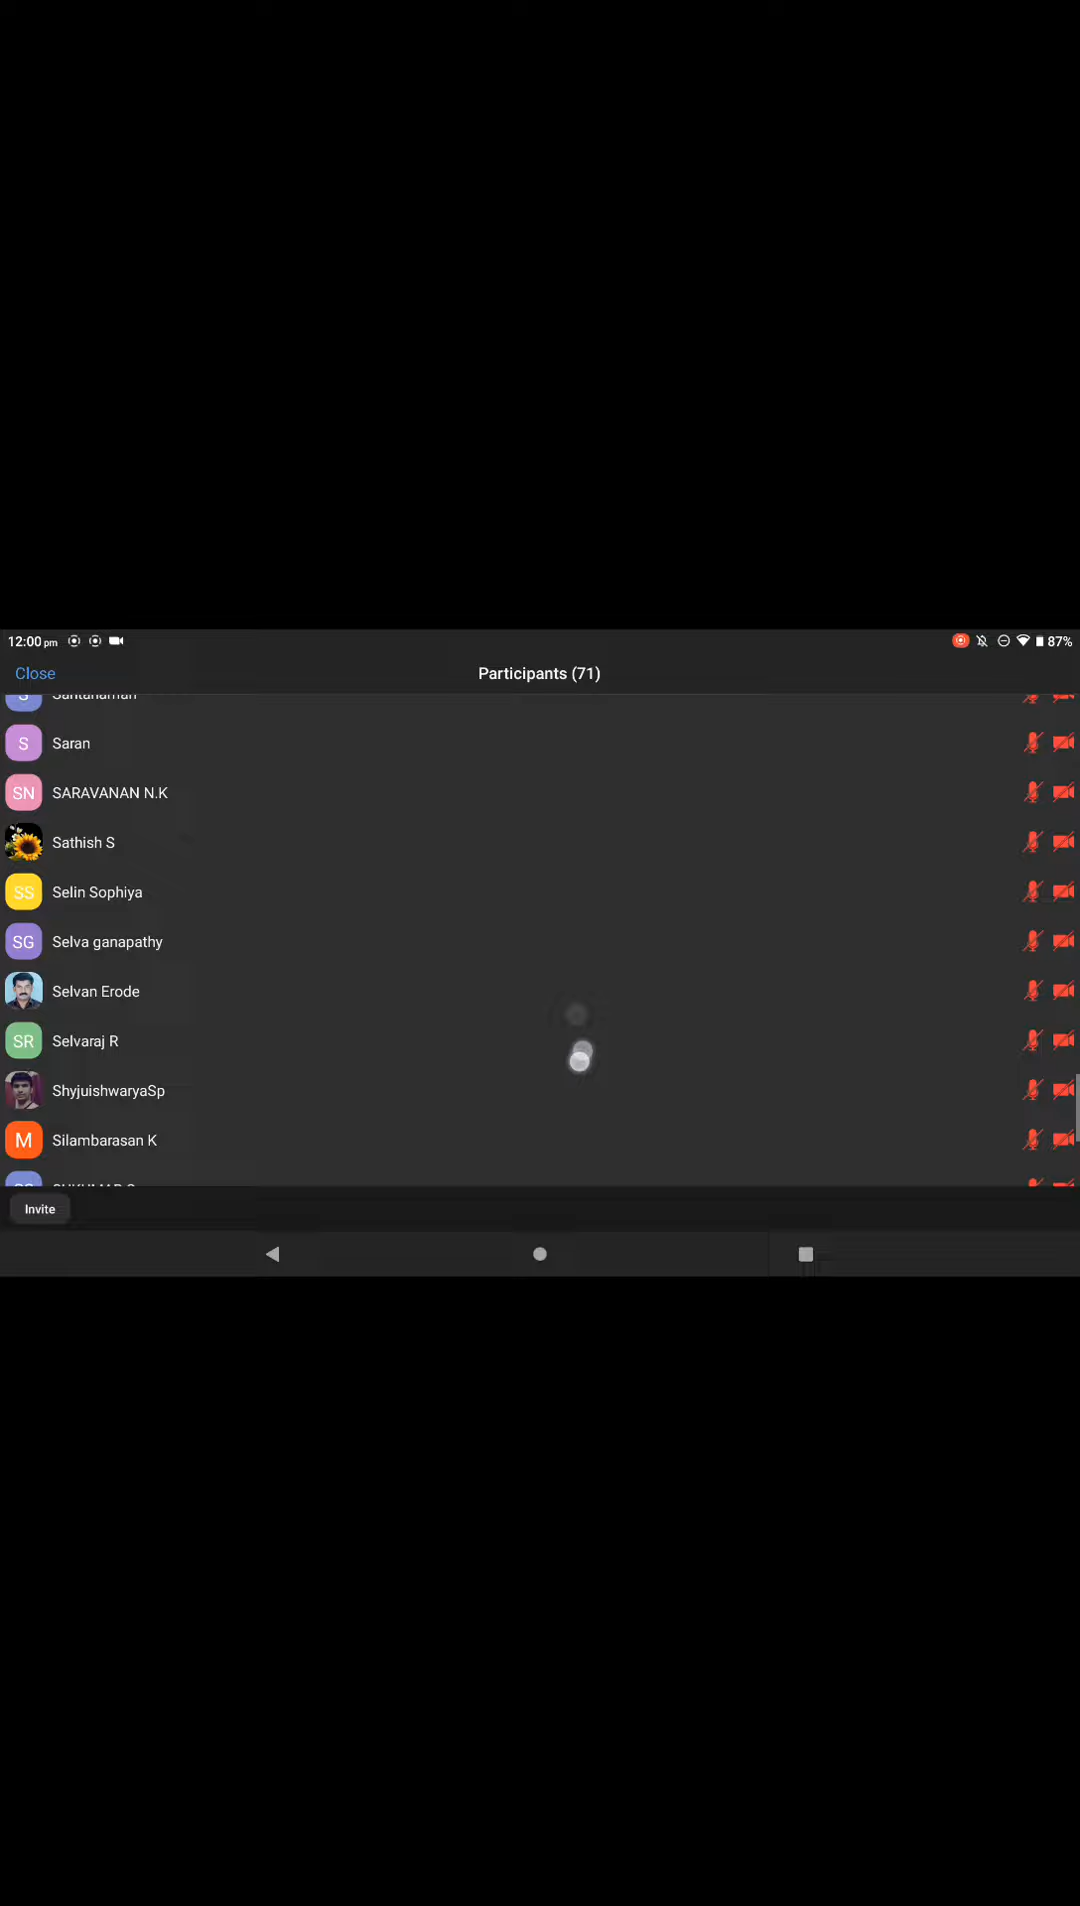 12:00 pm 87%
Close Participants (71)
S Santanaraman
S Saran
SN SARAVANAN N.K
Sathish S
SS Selin Sophiya
SG Selva ganapathy
Selvan Erode
SR Selvaraj R
ShyjuishwaryaSp
M Silambarasan K
Invite